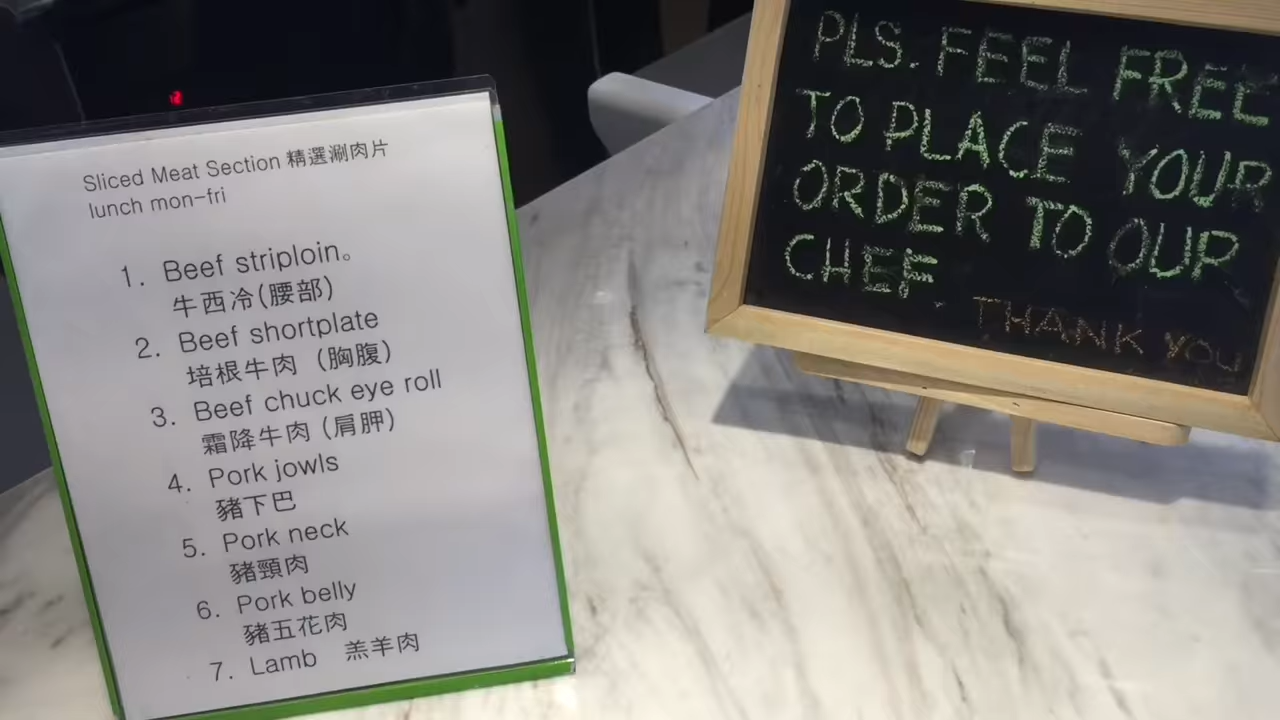 Sliced Meat Section 精選涮肉片
lunch mon-fri
1. Beef striploin。
牛西冷(腰部)
2. Beef shortplate
培根牛肉 (胸腹)
3. Beef chuck eye roll
霜降牛肉 (肩胛)
4. Pork jowls
豬下巴
5. Pork neck
豬頸肉
6. Pork belly
豬五花肉
7. Lamb 羔羊肉
PLS. FEEL FREE
TO PLACE YOUR
ORDER TO OUR
CHEF.
THANK YOU